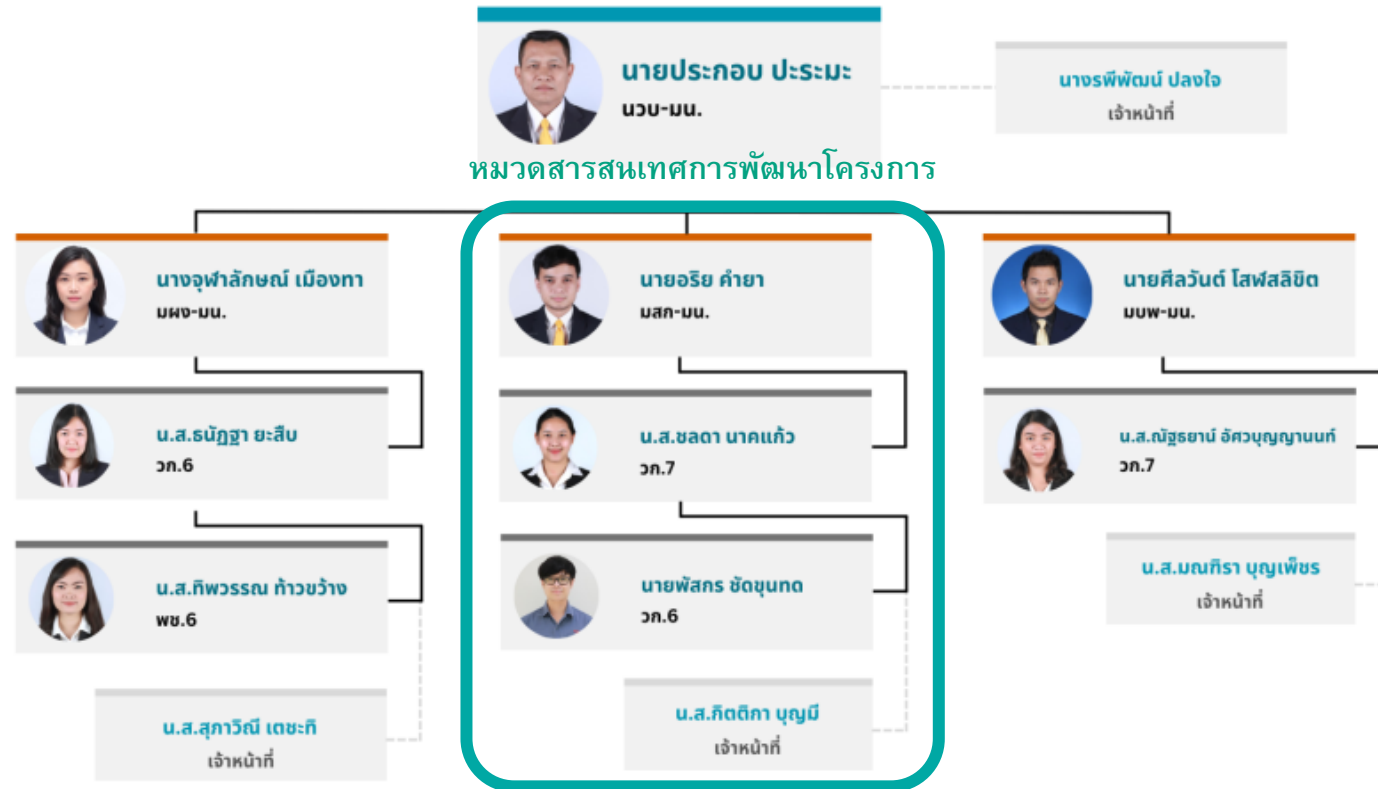 นายประกอบ ปะระมะ
นวบ-มน.
นางรพีพัฒน์ ปลงใจ
เจ้าหน้าที่
หมวดสารสนเทศการพัฒนาโครงการ
นางจุฬาลักษณ์ เมืองทา
มผง-มน.
นายอริย คำยา
มสก-มน.
นายศีลวันต์ โสฬสลิขิต
มบพ-มน.
น.ส.ธนัฏฐา ยะสืบ
วก.6
น.ส.ชลดา นาคแก้ว
วก.7
น.ส.ณัฐธยาน์ อัศวบุญญานนท์
วก.7
น.ส.ทิพวรรณ ท้าวขว้าง
พช.6
นายพัสกร ชัดขุนทด
วก.6
น.ส.มณฑิรา บุญเพ็ชร
เจ้าหน้าที่
น.ส.สุภาวิณี เตชะทิ
เจ้าหน้าที่
น.ส.กิตติกา บุญมี
เจ้าหน้าที่